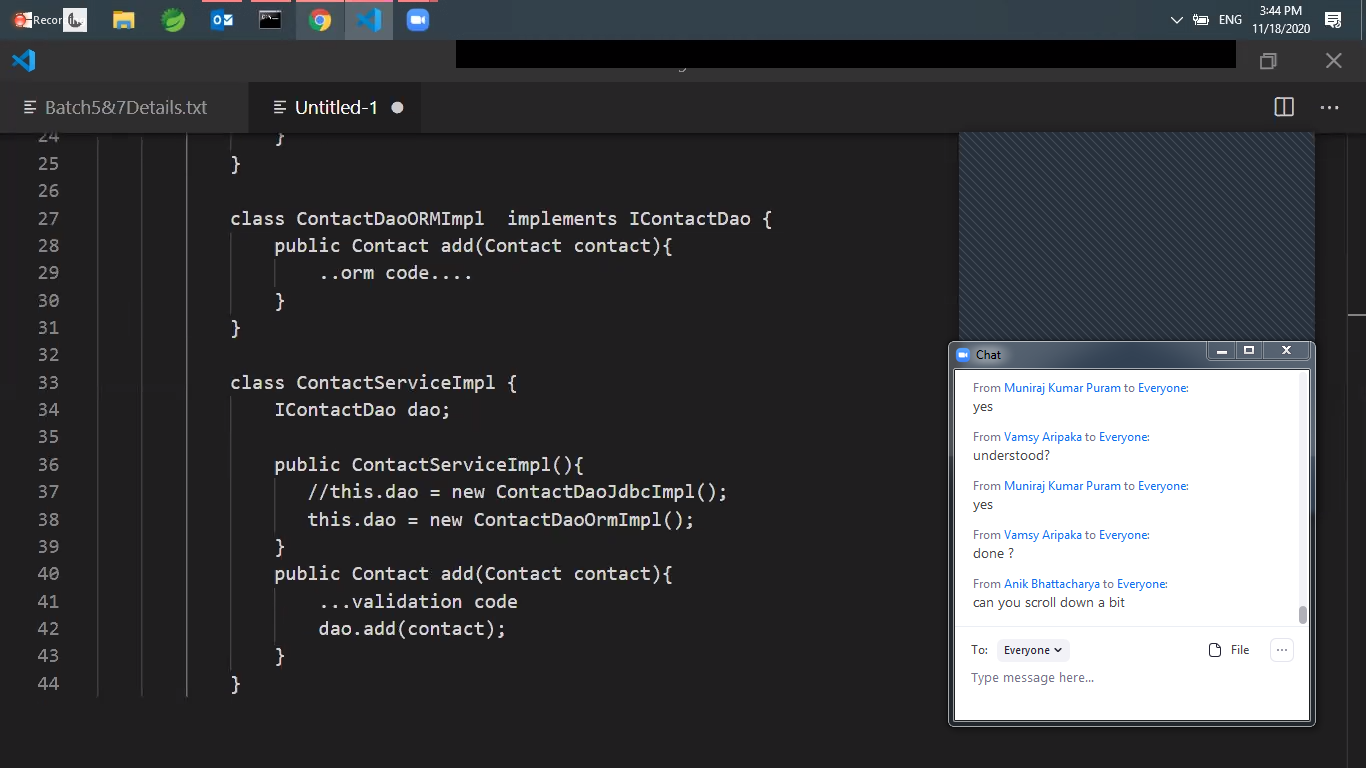 Recording
ENG
3:44 PM
11/18/2020
Batch5&7Details.txt
Untitled-1
24 }
25 }
26
27 class ContactDaoORMImpl  implements IContactDao {
28 public Contact add(Contact contact){
29 ..orm code....
30 }
31 }
32
33 class ContactServiceImpl {
34 IContactDao dao;
35
36 public ContactServiceImpl(){
37 //this.dao = new ContactDaoJdbcImpl();
38 this.dao = new ContactDaoOrmImpl();
39 }
40 public Contact add(Contact contact){
41 ...validation code
42 dao.add(contact);
43 }
44 }
Chat
From Muniraj Kumar Puram to Everyone:
yes
From Vamsy Aripaka to Everyone:
understood?
From Muniraj Kumar Puram to Everyone:
yes
From Vamsy Aripaka to Everyone:
done ?
From Anik Bhattacharya to Everyone:
can you scroll down a bit
To: Everyone File
Type message here...